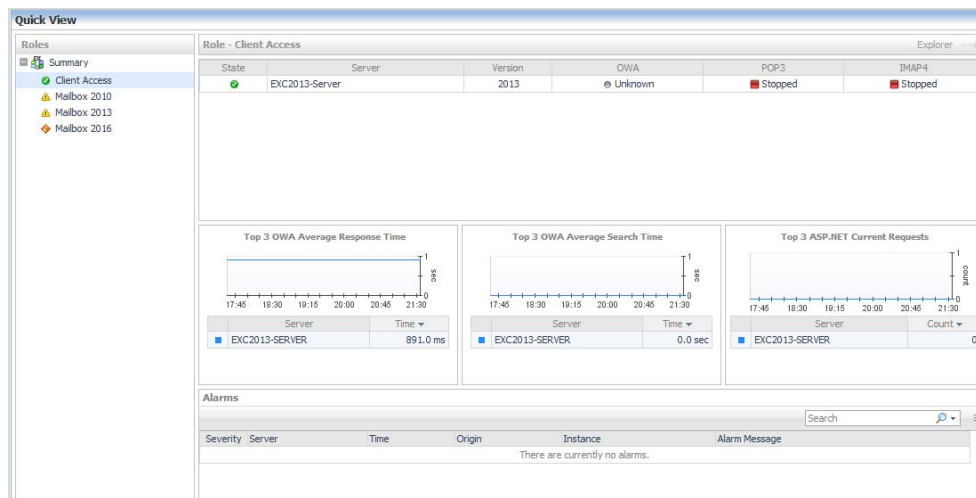 Quick View
Roles
Summary
Client Access
Mailbox 2010
Mailbox 2013
Mailbox 2016
Role - Client Access
Explorer
State Server Version OWA POP3 IMAP4
EXC2013-Server 2013 Unknown Stopped Stopped
Top 3 OWA Average Response Time
1
sec
0
17:45 18:30 19:15 20:00 20:45 21:30
Server Time
EXC2013-SERVER 891.0 ms
Top 3 OWA Average Search Time
1
sec
0
17:45 18:30 19:15 20:00 20:45 21:30
Server Time
EXC2013-SERVER 0.0 sec
Top 3 ASP.NET Current Requests
1
count
0
17:45 18:30 19:15 20:00 20:45 21:30
Server Count
EXC2013-SERVER 0
Alarms
Search
Severity Server Time Origin Instance Alarm Message
There are currently no alarms.